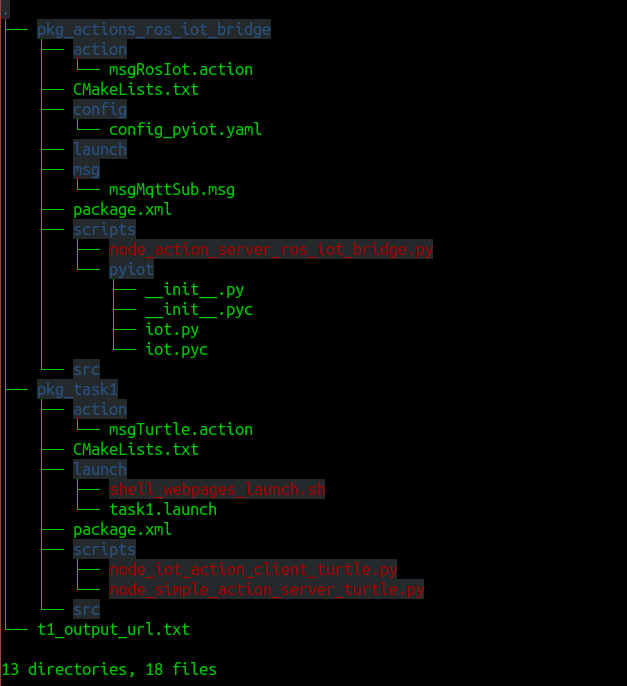 .
├── pkg_actions_ros_iot_bridge
│   ├── action
│   │   └── msgRosIot.action
│   ├── CMakeLists.txt
│   ├── config
│   │   └── config_pyiot.yaml
│   ├── launch
│   ├── msg
│   │   └── msgMqttSub.msg
│   ├── package.xml
│   ├── scripts
│   │   ├── node_action_server_ros_iot_bridge.py
│   │   └── pyiot
│   │       ├── __init__.py
│   │       ├── __init__.pyc
│   │       ├── iot.py
│   │       └── iot.pyc
│   └── src
├── pkg_task1
│   ├── action
│   │   └── msgTurtle.action
│   ├── CMakeLists.txt
│   ├── launch
│   │   ├── shell_webpages_launch.sh
│   │   └── task1.launch
│   ├── package.xml
│   ├── scripts
│   │   ├── node_iot_action_client_turtle.py
│   │   └── node_simple_action_server_turtle.py
│   └── src
└── t1_output_url.txt
13 directories, 18 files